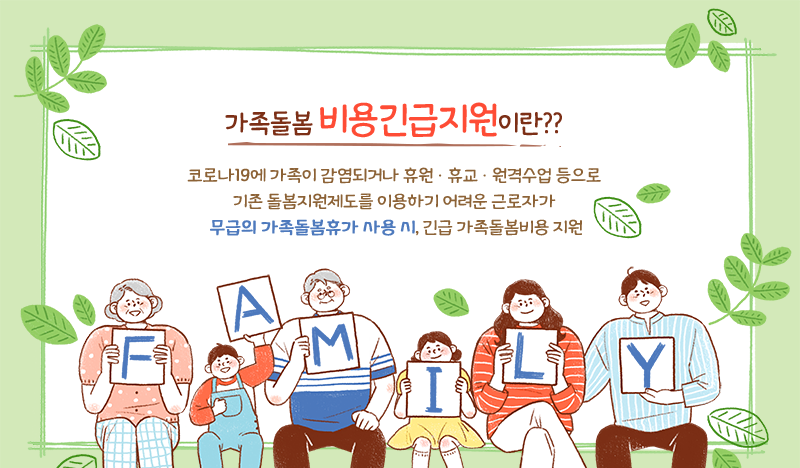 가족돌봄 비용긴급지원이란??
코로나19에 가족이 감염되거나 휴원 · 휴교 · 원격수업 등으로
기존 돌봄지원제도를 이용하기 어려운 근로자가
무급의 가족돌봄휴가 사용 시, 긴급 가족돌봄비용 지원
F A M I L Y